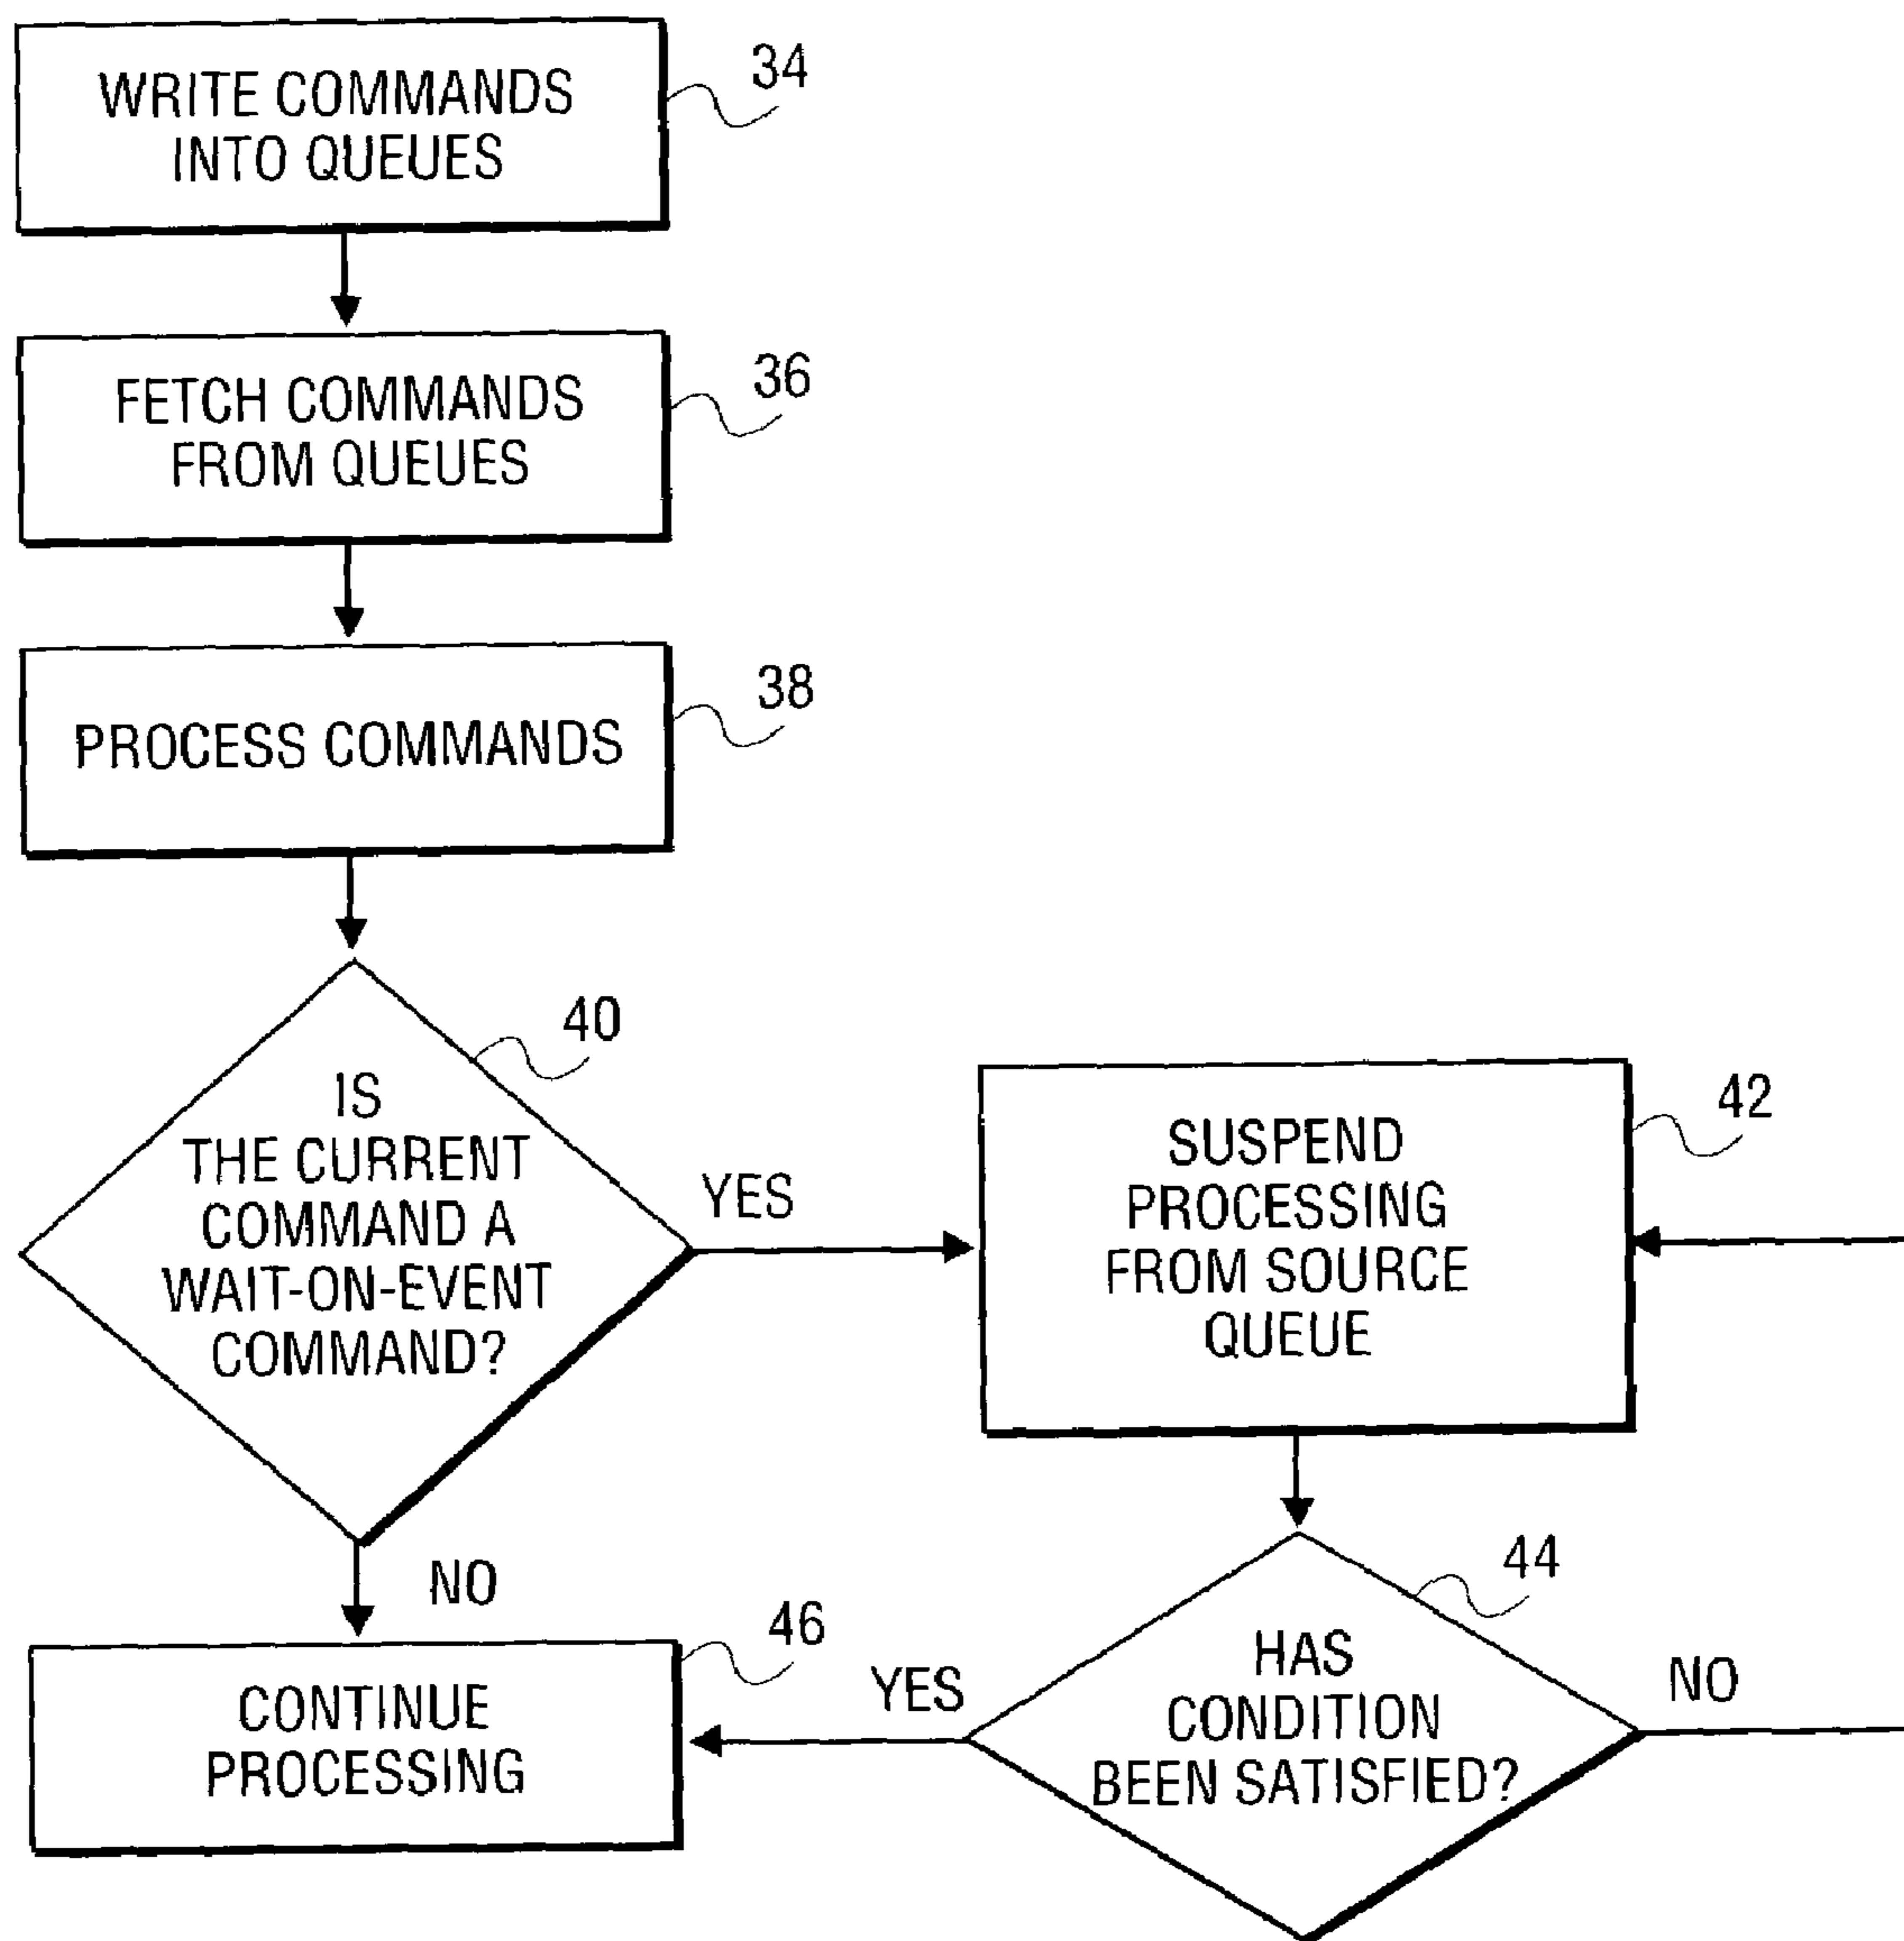 WRITE COMMANDS
INTO QUEUES
34
FETCH COMMANDS
FROM QUEUES
36
PROCESS COMMANDS
38
40
IS
THE CURRENT
COMMAND A
WAIT-ON-EVENT
COMMAND?
YES
NO
42
SUSPEND
PROCESSING
FROM SOURCE
QUEUE
44
HAS
CONDITION
BEEN SATISFIED?
YES
NO
46
CONTINUE
PROCESSING